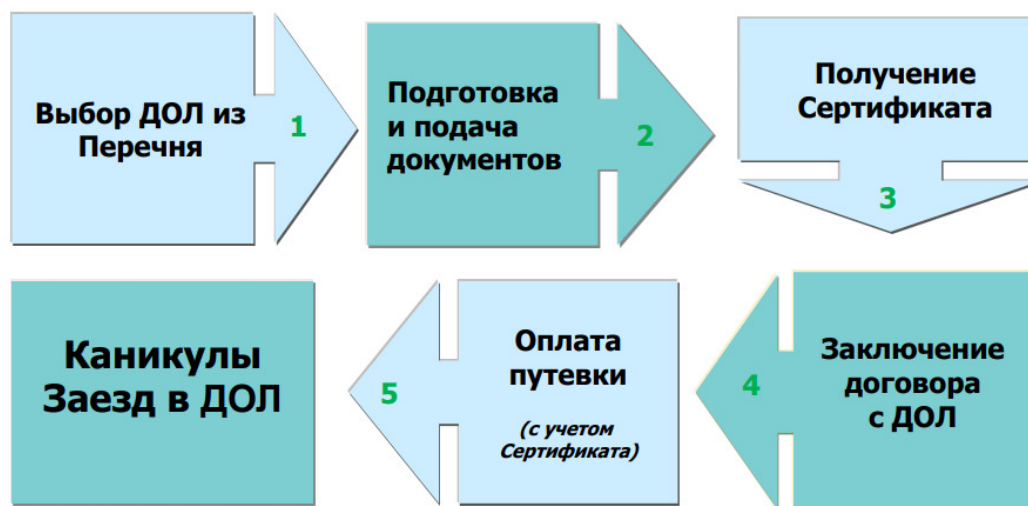 Выбор ДОЛ из
Перечня
1
Подготовка
и подача
документов
2
Получение
Сертификата
3
Заключение
договора
с ДОЛ
4
Оплата
путевки
(с учетом
Сертификата)
5
Каникулы
Заезд в ДОЛ